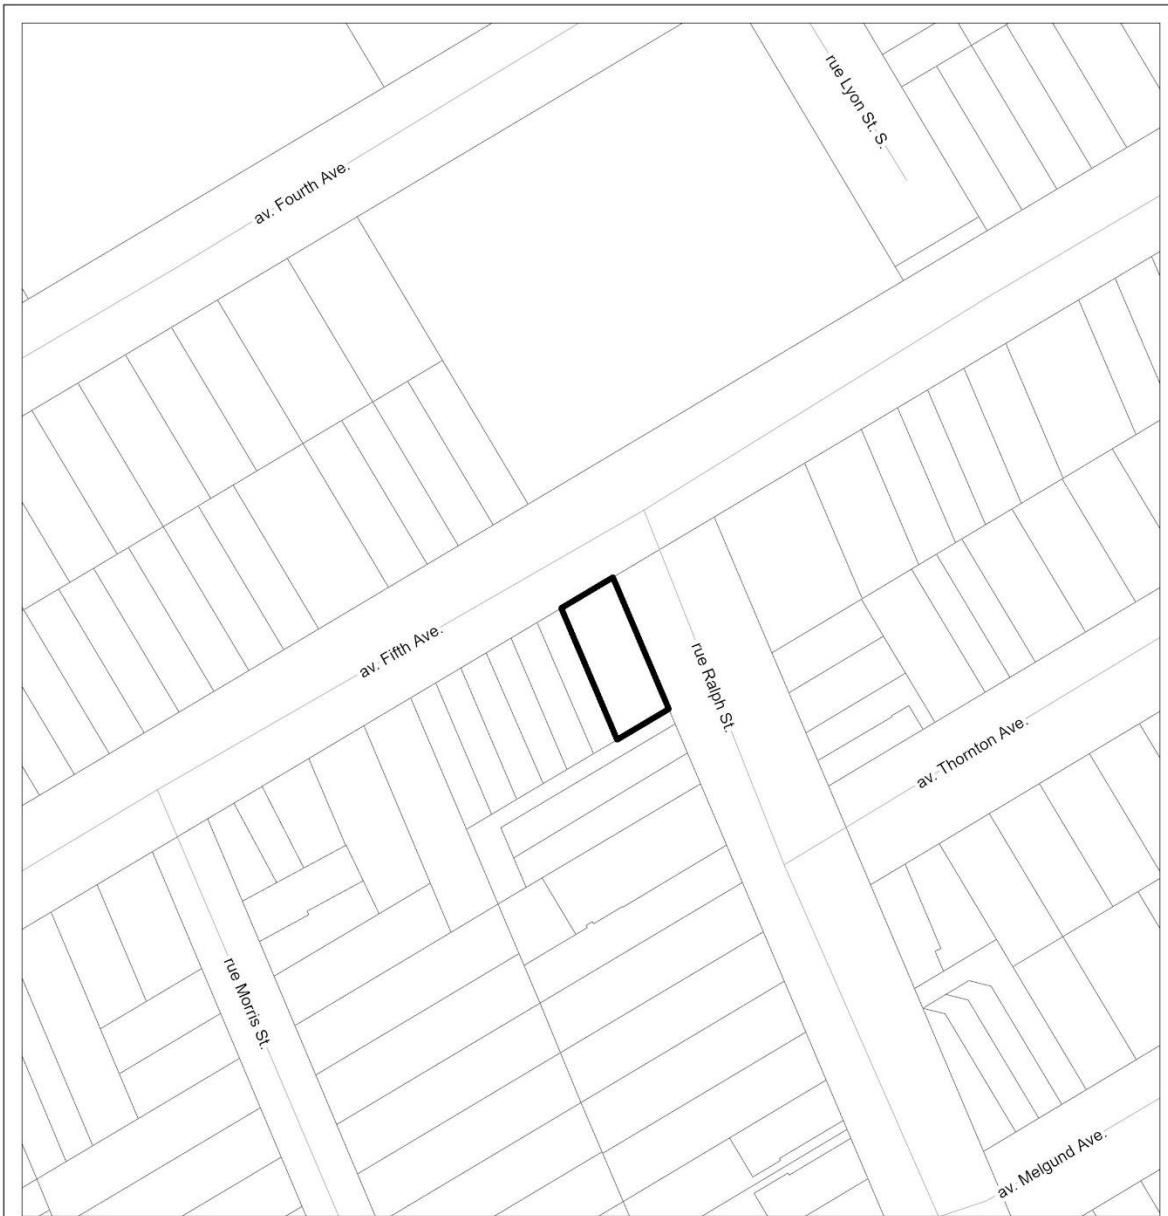 rue Lyon St. S.
av. Fourth Ave.
av. Fifth Ave.
rue Ralph St.
av. Thornton Ave.
rue Morris St.
av. Melgund Ave.